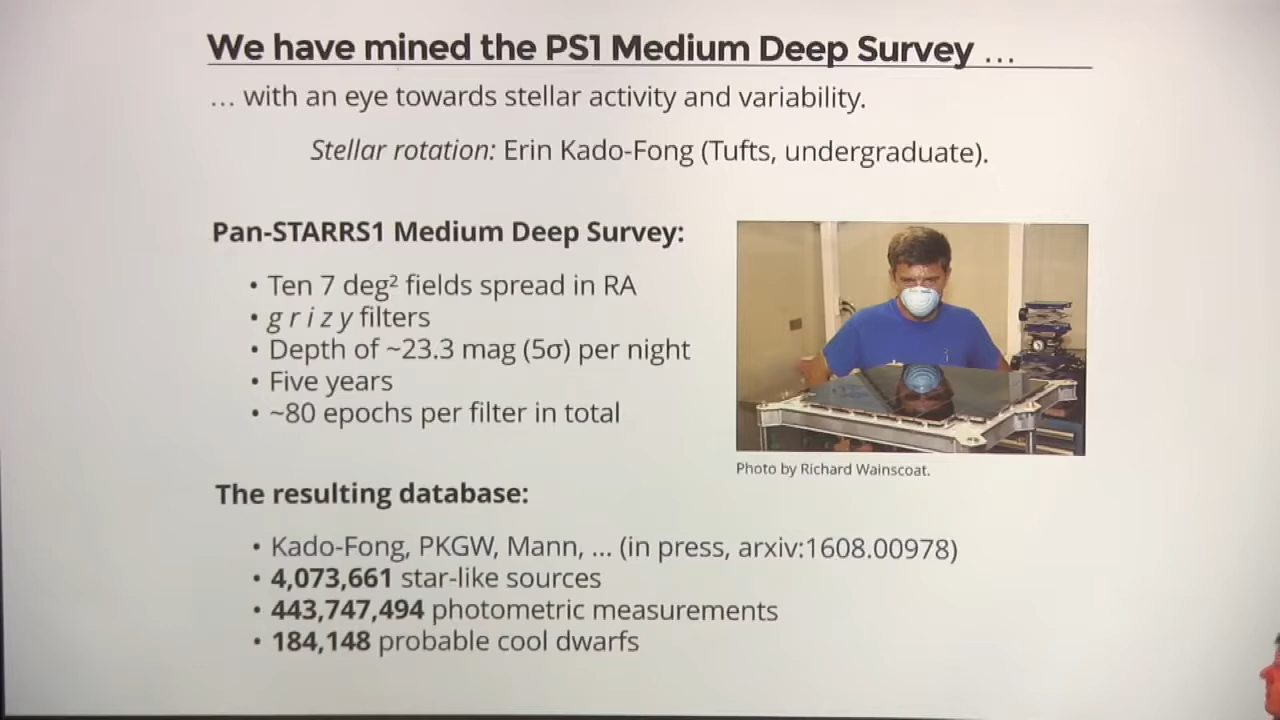 We have mined the PS1 Medium Deep Survey ...
... with an eye towards stellar activity and variability.
Stellar rotation: Erin Kado-Fong (Tufts, undergraduate).
Pan-STARRS1 Medium Deep Survey:
• Ten 7 deg² fields spread in RA
• g r i z y filters
• Depth of ~23.3 mag (5σ) per night
• Five years
• ~80 epochs per filter in total
Photo by Richard Wainscoat.
The resulting database:
• Kado-Fong, PKGW, Mann, ... (in press, arxiv:1608.00978)
• 4,073,661 star-like sources
• 443,747,494 photometric measurements
• 184,148 probable cool dwarfs